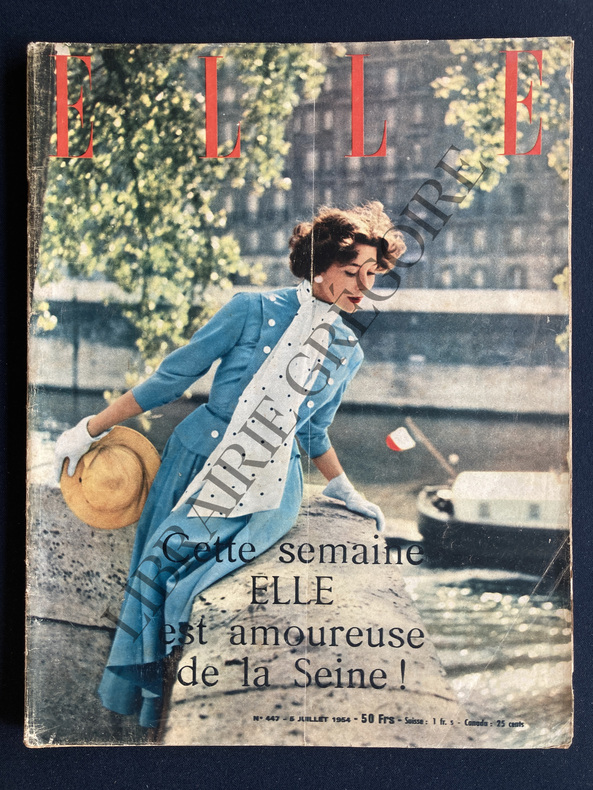 ELLE
LIBRAIRIE GRÉGOIRE
Cette semaine
ELLE
est amoureuse
de la Seine !
N° 447 - 5 JUILLET 1954 - 50 Frs - Suisse : 1 fr. s - Canada : 25 cents